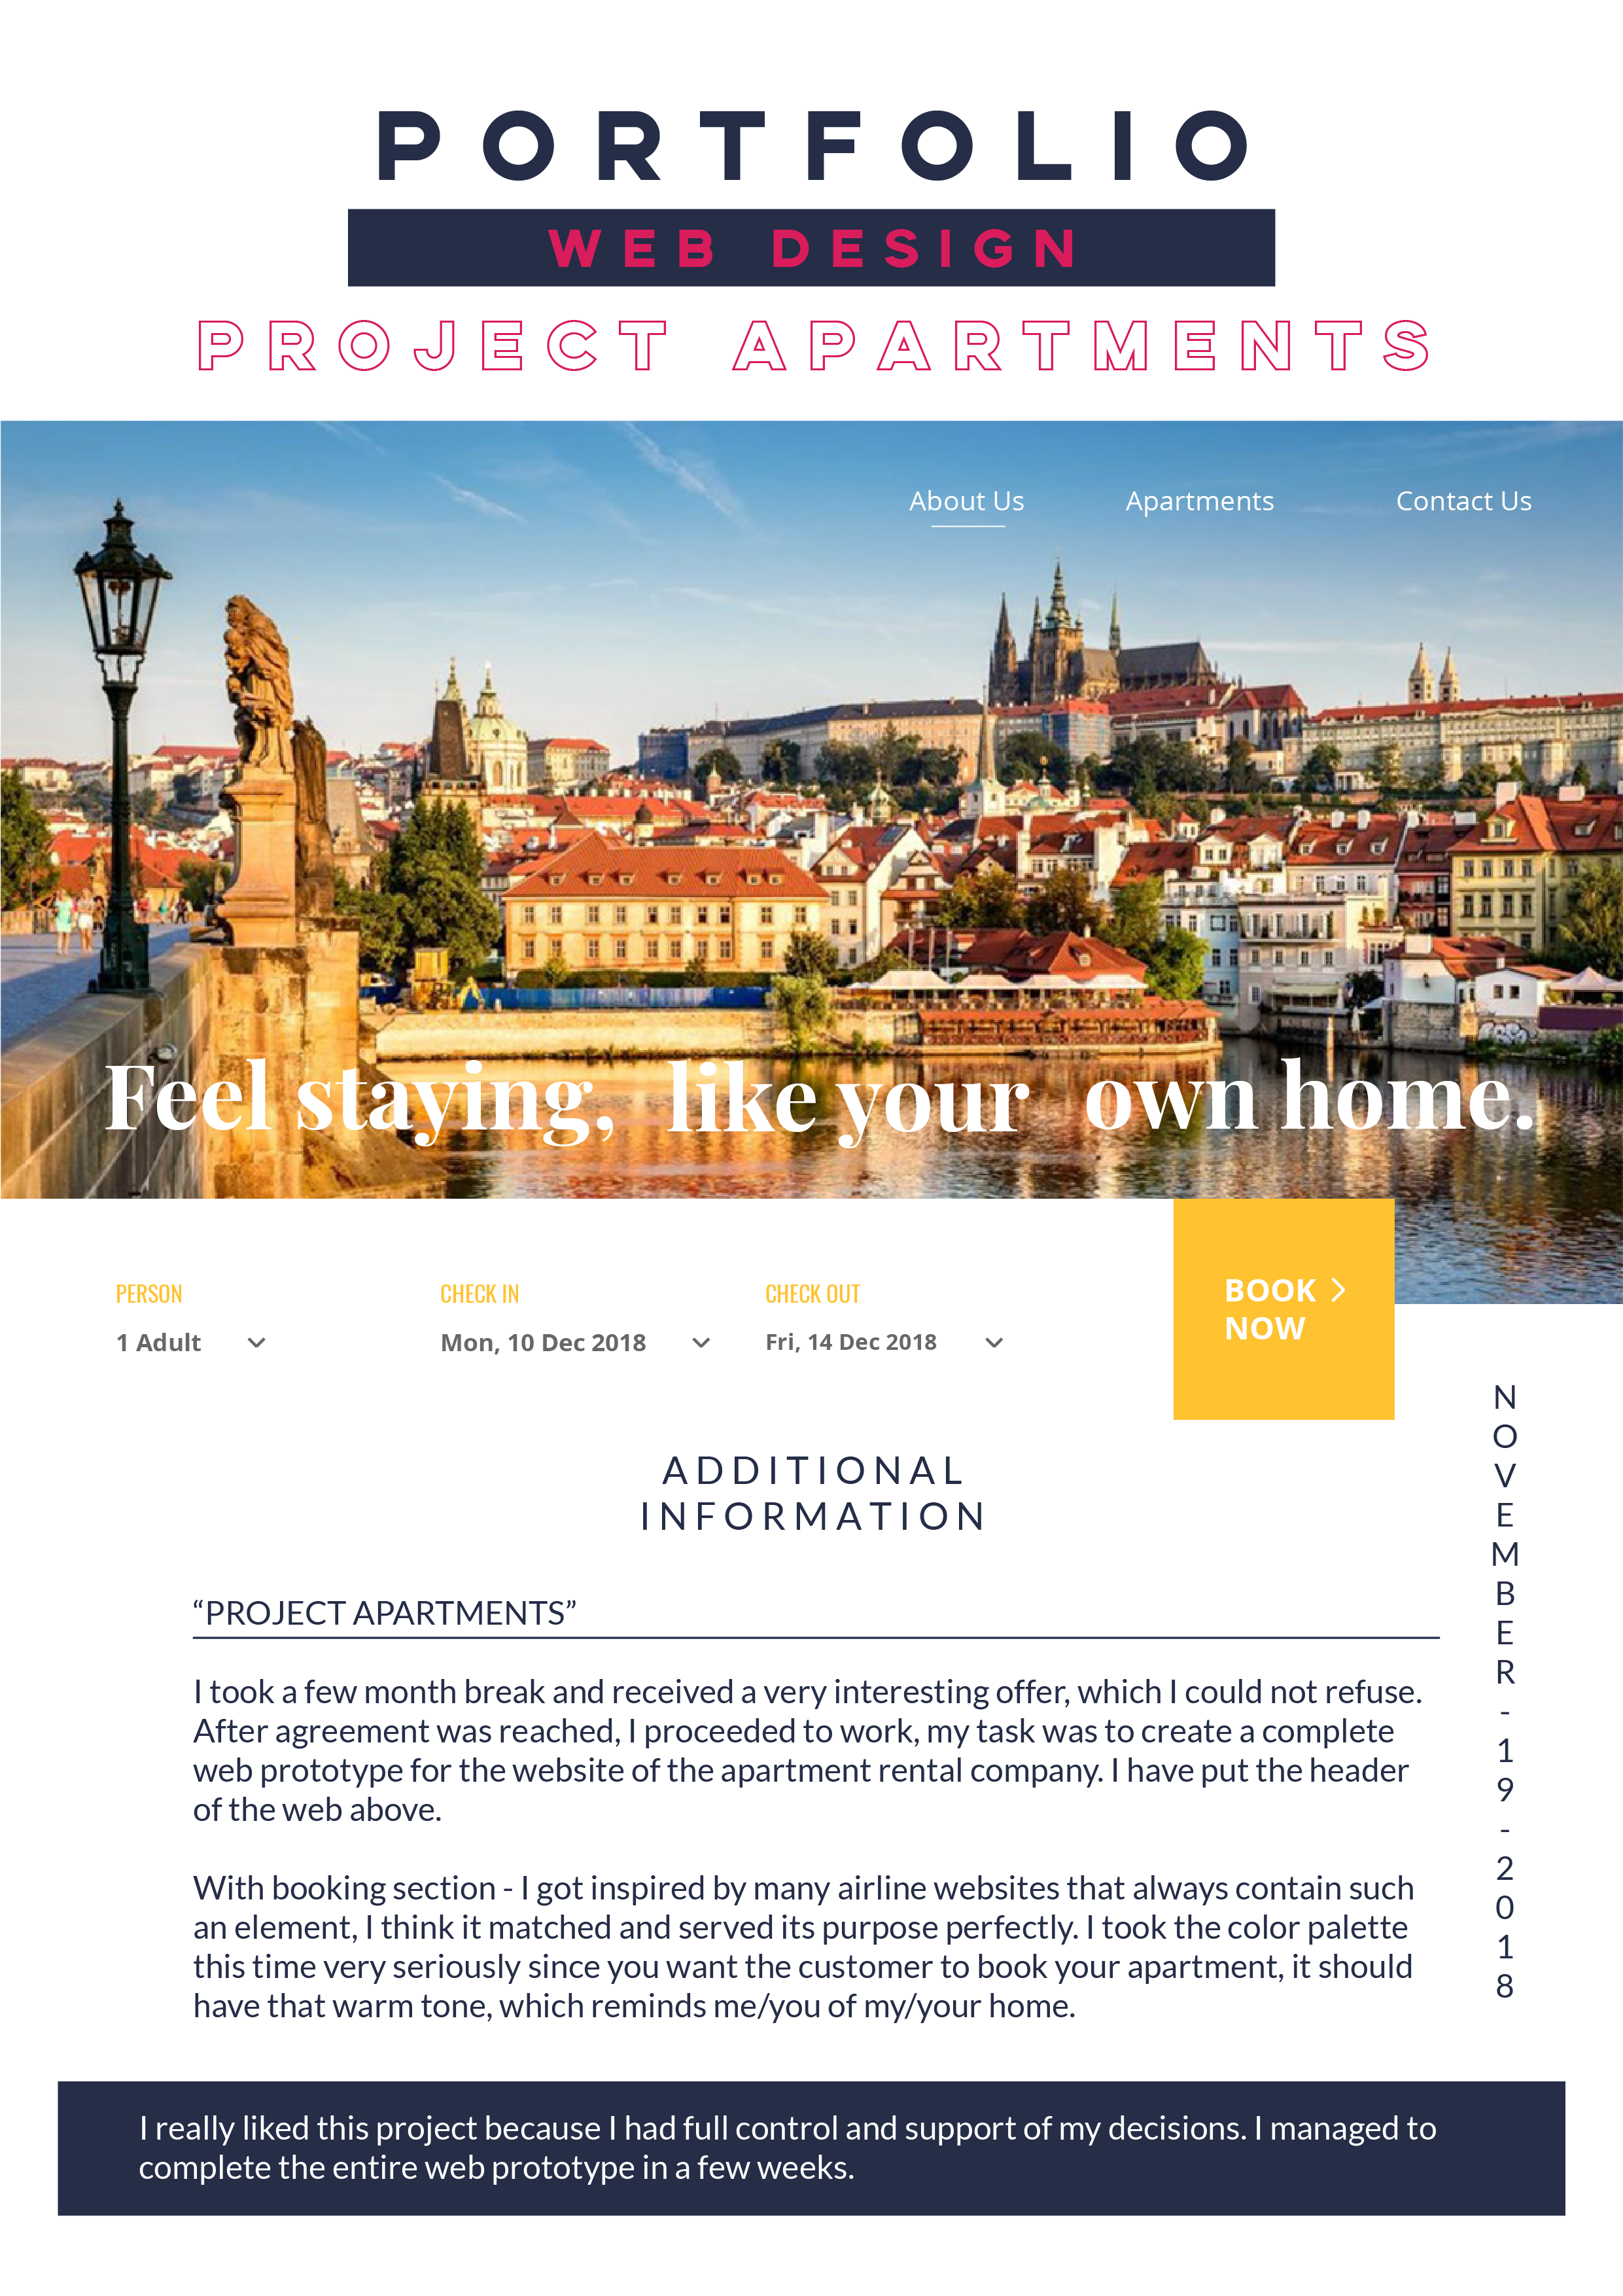 PORTFOLIO
WEB DESIGN
PROJECT APARTMENTS
About Us Apartments Contact Us
Feel staying, like your own home.
PERSON CHECK IN CHECK OUT
1 Adult Mon, 10 Dec 2018 Fri, 14 Dec 2018
BOOK >
NOW
ADDITIONAL
INFORMATION
“PROJECT APARTMENTS”
I took a few month break and received a very interesting offer, which I could not refuse.
After agreement was reached, I proceeded to work, my task was to create a complete
web prototype for the website of the apartment rental company. I have put the header
of the web above.
With booking section - I got inspired by many airline websites that always contain such
an element, I think it matched and served its purpose perfectly. I took the color palette
this time very seriously since you want the customer to book your apartment, it should
have that warm tone, which reminds me/you of my/your home.
NOVEMBER-19-2018
I really liked this project because I had full control and support of my decisions. I managed to
complete the entire web prototype in a few weeks.